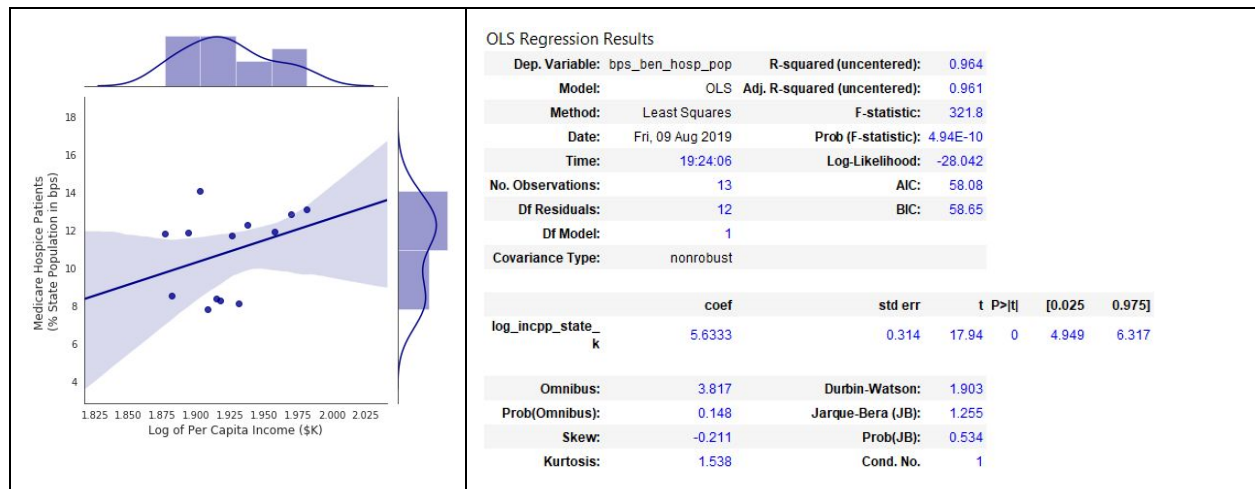 18
16
14
12
10
8
6
4
Medicare Hospice Patients
(% State Population in bps)
1.825 1.850 1.875 1.900 1.925 1.950 1.975 2.000 2.025
Log of Per Capita Income ($K)
OLS Regression Results
Dep. Variable: bps_ben_hosp_pop R-squared (uncentered): 0.964
Model: OLS Adj. R-squared (uncentered): 0.961
Method: Least Squares F-statistic: 321.8
Date: Fri, 09 Aug 2019 Prob (F-statistic): 4.94E-10
Time: 19:24:06 Log-Likelihood: -28.042
No. Observations: 13 AIC: 58.08
Df Residuals: 12 BIC: 58.65
Df Model: 1
Covariance Type: nonrobust
coef std err t P>|t| [0.025 0.975]
log_incpp_state_
k 5.6333 0.314 17.94 0 4.949 6.317
Omnibus: 3.817 Durbin-Watson: 1.903
Prob(Omnibus): 0.148 Jarque-Bera (JB): 1.255
Skew: -0.211 Prob(JB): 0.534
Kurtosis: 1.538 Cond. No. 1